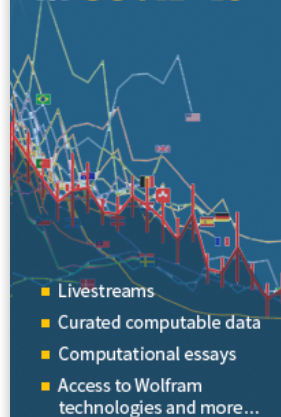 Livestreams
Curated computable data
Computational essays
Access to Wolfram
technologies and more...